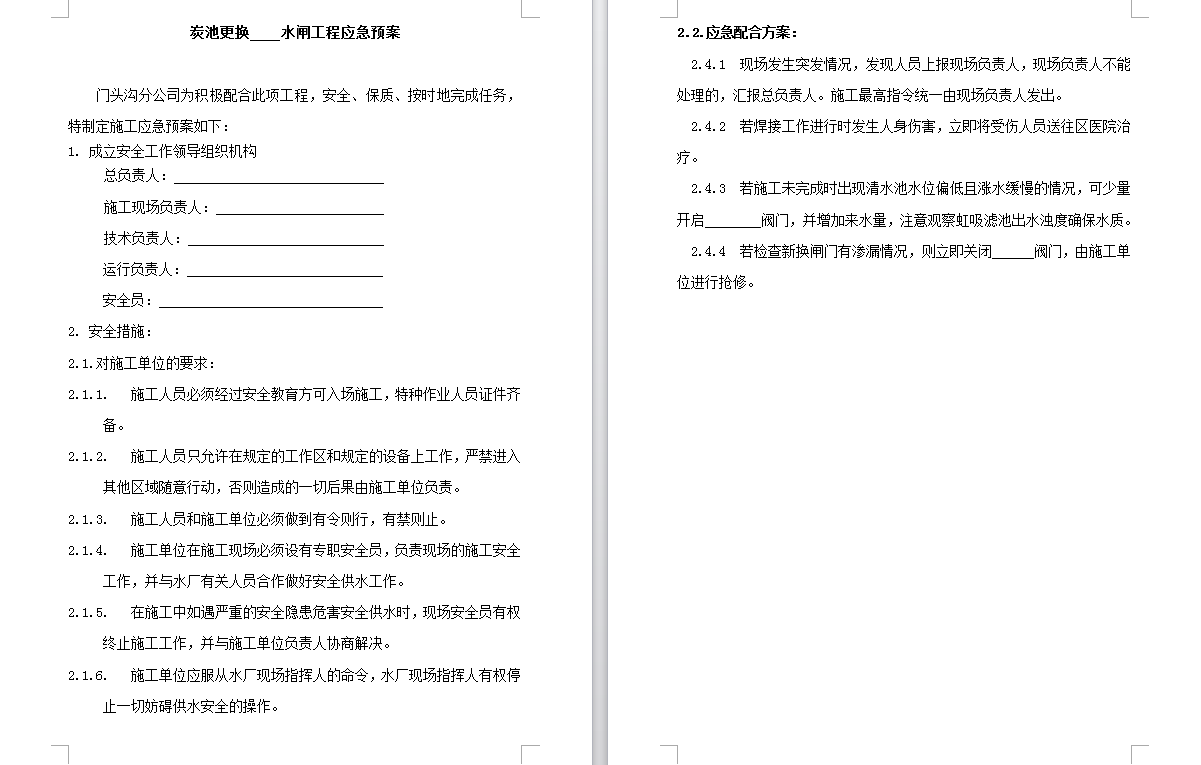 炭池更换____水闸工程应急预案
门头沟分公司为积极配合此项工程，安全、保质、按时地完成任务，
特制定施工应急预案如下：
1. 成立安全工作领导组织机构
总负责人：______________________________
施工现场负责人：________________________
技术负责人：____________________________
运行负责人：____________________________
安全员：________________________________
2. 安全措施：
2.1.对施工单位的要求：
2.1.1. 施工人员必须经过安全教育方可入场施工，特种作业人员证件齐
备。
2.1.2. 施工人员只允许在规定的工作区和规定的设备上工作，严禁进入
其他区域随意行动，否则造成的一切后果由施工单位负责。
2.1.3. 施工人员和施工单位必须做到有令则行，有禁则止。
2.1.4. 施工单位在施工现场必须设有专职安全员，负责现场的施工安全
工作，并与水厂有关人员合作做好安全供水工作。
2.1.5. 在施工中如遇严重的安全隐患危害安全供水时，现场安全员有权
终止施工工作，并与施工单位负责人协商解决。
2.1.6. 施工单位应服从水厂现场指挥人的命令，水厂现场指挥人有权停
止一切妨碍供水安全的操作。
2.2.应急配合方案：
2.4.1 现场发生突发情况，发现人员上报现场负责人，现场负责人不能
处理的，汇报总负责人。施工最高指令统一由现场负责人发出。
2.4.2 若焊接工作进行时发生人身伤害，立即将受伤人员送往区医院治
疗。
2.4.3 若施工未完成时出现清水池水位偏低且涨水缓慢的情况，可少量
开启________阀门，并增加来水量，注意观察虹吸滤池出水浊度确保水质。
2.4.4 若检查新换闸门有渗漏情况，则立即关闭______阀门，由施工单
位进行抢修。